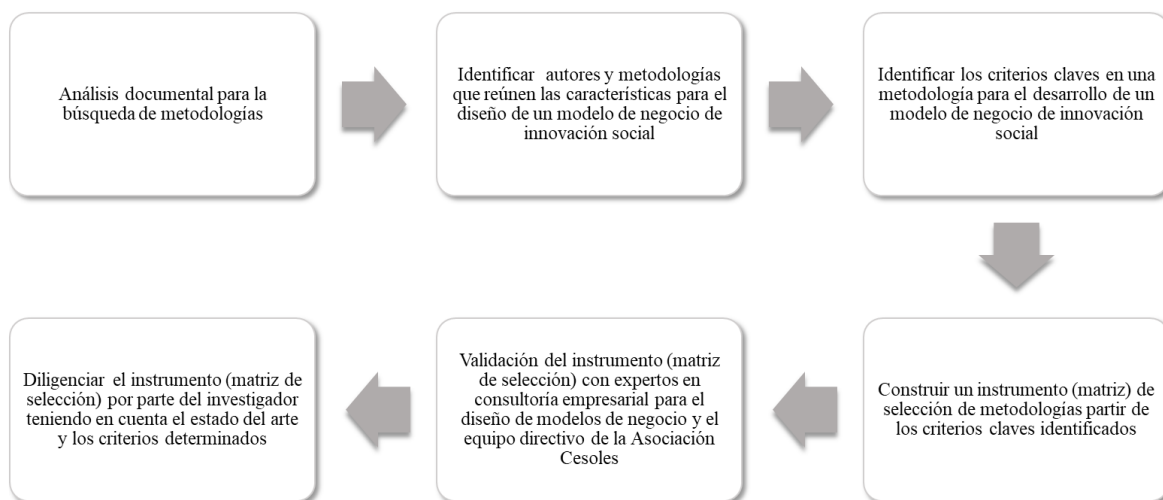 Análisis documental para la
búsqueda de metodologías
Identificar autores y metodologías
que reúnen las características para el
diseño de un modelo de negocio de
innovación social
Identificar los criterios claves en una
metodología para el desarrollo de un
modelo de negocio de innovación
social
Construir un instrumento (matriz) de
selección de metodologías partir de
los criterios claves identificados
Validación del instrumento (matriz
de selección) con expertos en
consultoría empresarial para el
diseño de modelos de negocio y el
equipo directivo de la Asociación
Cesoles
Diligenciar el instrumento (matriz de
selección) por parte del investigador
teniendo en cuenta el estado del arte
y los criterios determinados